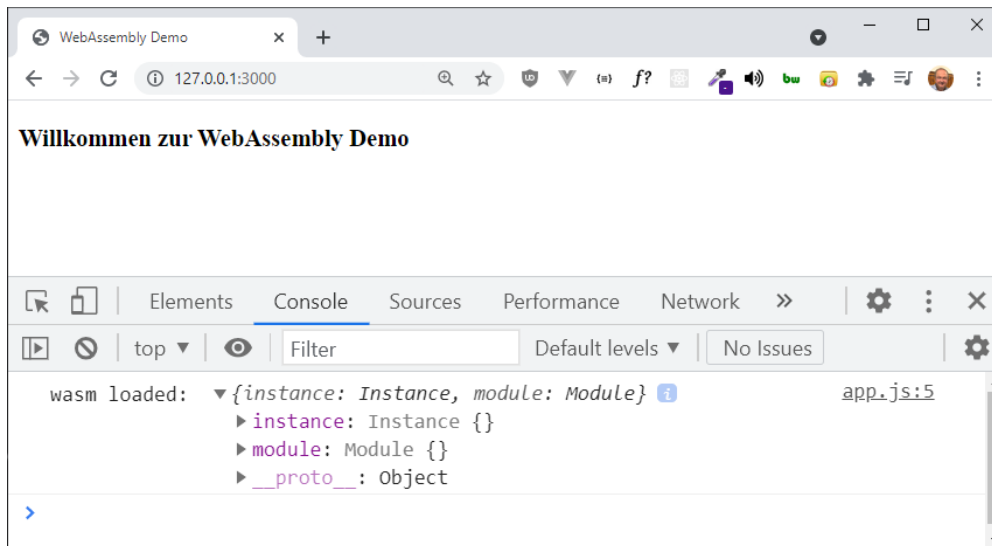 WebAssembly Demo
127.0.0.1:3000
{=} f? bw
Willkommen zur WebAssembly Demo
Elements Console Sources Performance Network »
top ▼ Filter Default levels ▼ No Issues
wasm loaded: ▼{instance: Instance, module: Module} i app.js:5
▶instance: Instance {}
▶module: Module {}
▶__proto__: Object
>